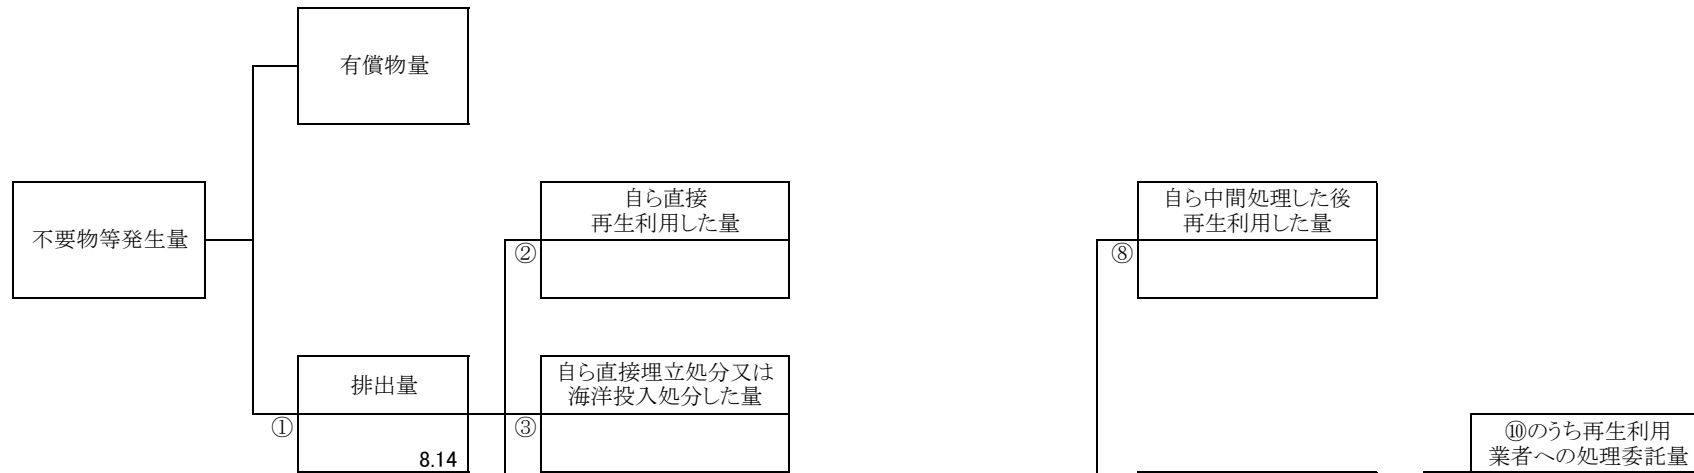 有償物量
不要物等発生量
自ら直接
再生利用した量
②
自ら中間処理した後
再生利用した量
⑧
排出量
①
8.14
自ら直接埋立処分又は
海洋投入処分した量
③
⑩のうち再生利用
業者への処理委託量